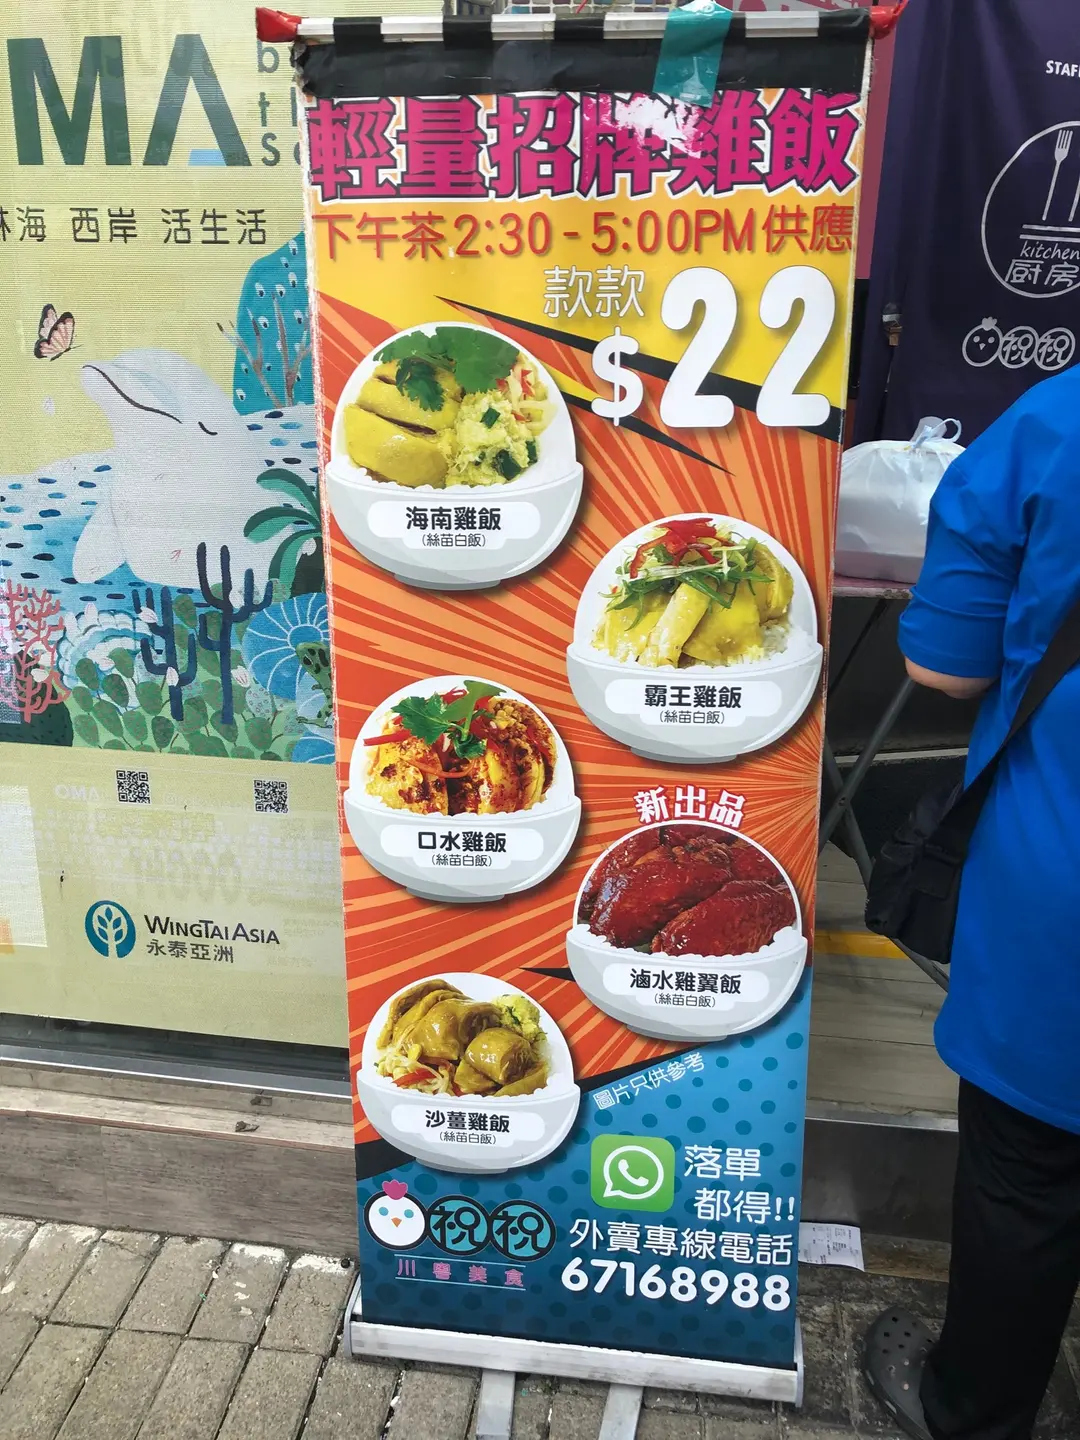 MA
林海 西岸 活生活
WINGTAI ASIA
永泰亞洲
輕量招牌雞飯
下午茶2:30 - 5:00PM供應
款款
$22
海南雞飯
(絲苗白飯)
霸王雞飯
(絲苗白飯)
口水雞飯
(絲苗白飯)
新出品
滷水雞翼飯
(絲苗白飯)
沙薑雞飯
(絲苗白飯)
圖片只供參考
落單
都得!!
祝祝
川粵美食
外賣專線電話
67168988
STAFF
kitchen
厨房
祝祝